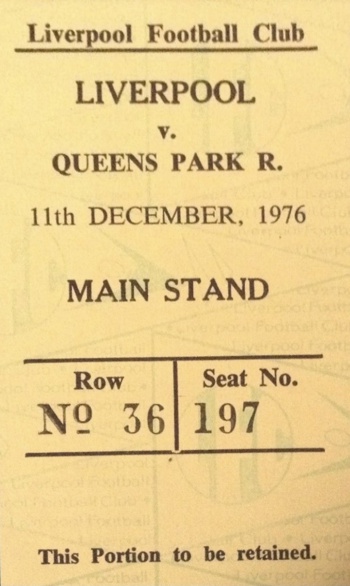 Liverpool Football Club
LIVERPOOL
v.
QUEENS PARK R.
11th DECEMBER, 1976
MAIN STAND
Row Seat No.
Nº 36 197
This Portion to be retained.